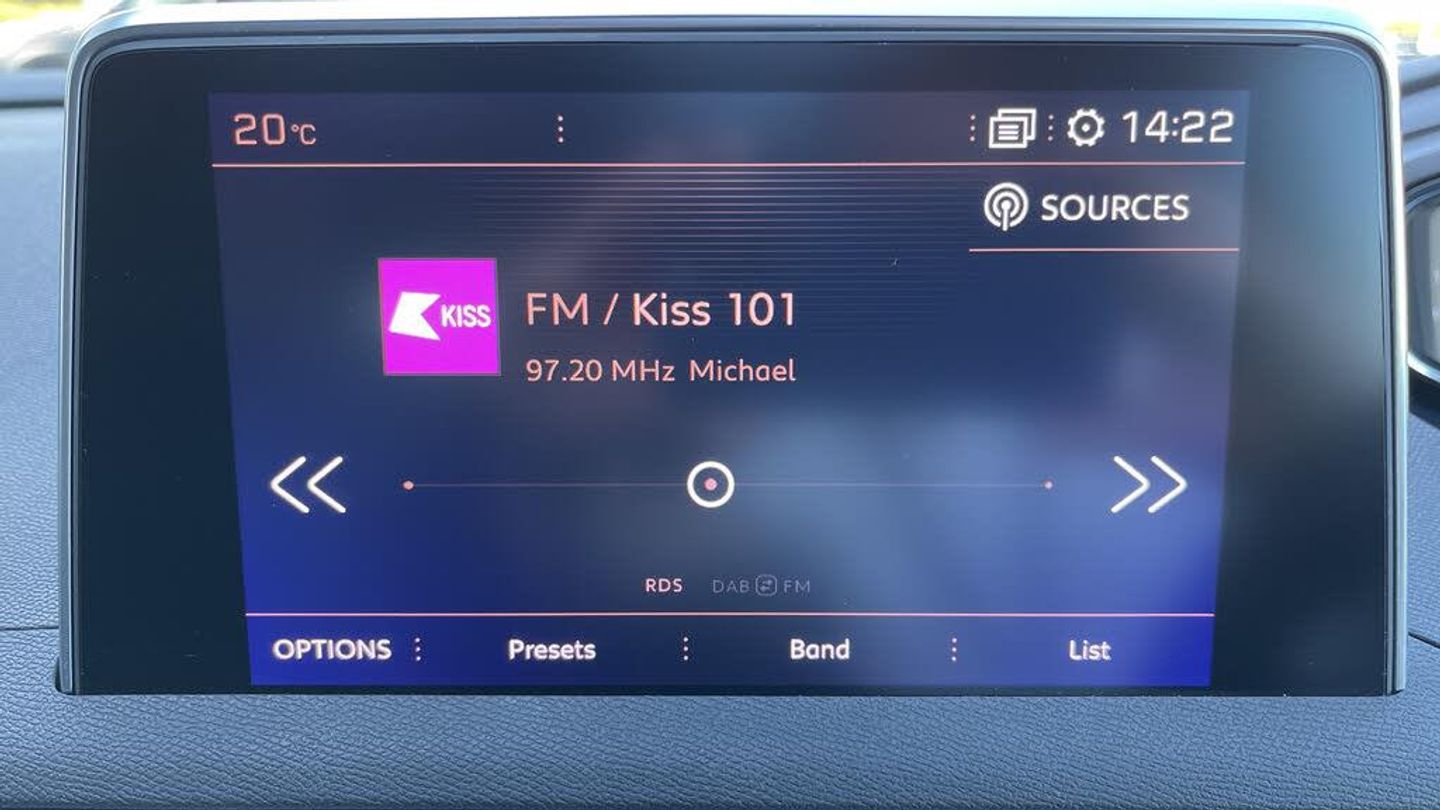 20°C
14:22
SOURCES
KISS
FM / Kiss 101
97.20 MHz Michael
RDS DAB FM
OPTIONS Presets Band List